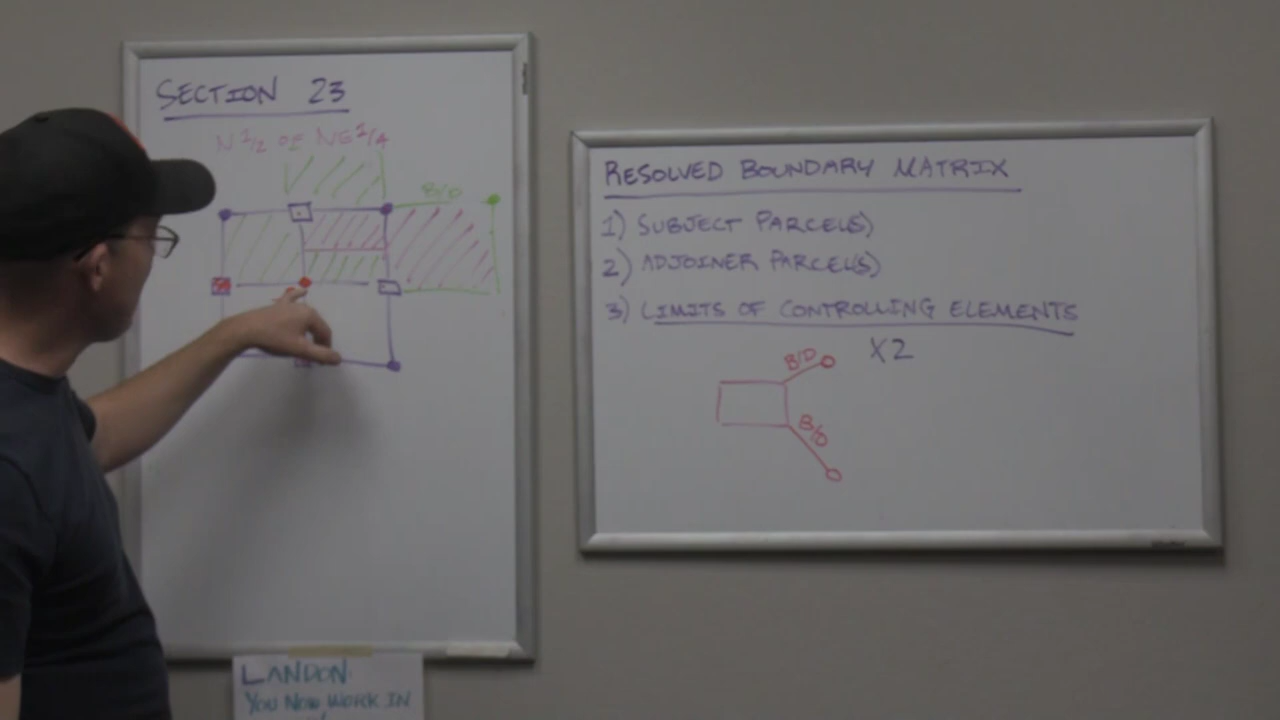 SECTION 23
N 1/2 OF NE 1/4
B/O
RESOLVED BOUNDARY MATRIX
1) SUBJECT PARCEL(S)
2) ADJOINER PARCEL(S)
3) LIMITS OF CONTROLLING ELEMENTS
X2
B/O
B/O
LANDON
YOU NOW WORK IN